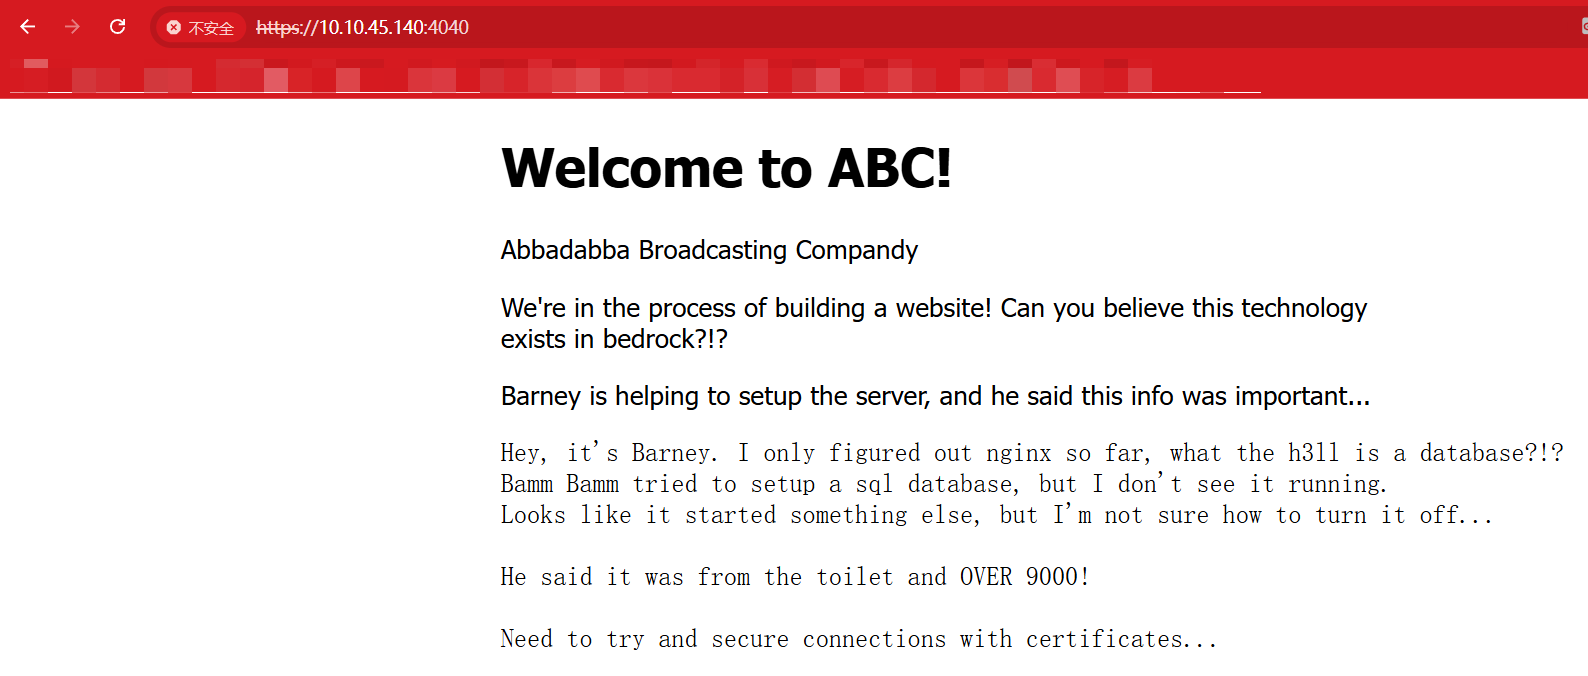 不安全 https://10.10.45.140:4040
Welcome to ABC!
Abbadabba Broadcasting Compandy
We're in the process of building a website! Can you believe this technology
exists in bedrock?!?
Barney is helping to setup the server, and he said this info was important...
Hey, it's Barney. I only figured out nginx so far, what the h3ll is a database?!?
Bamm Bamm tried to setup a sql database, but I don't see it running.
Looks like it started something else, but I'm not sure how to turn it off...
He said it was from the toilet and OVER 9000!
Need to try and secure connections with certificates...